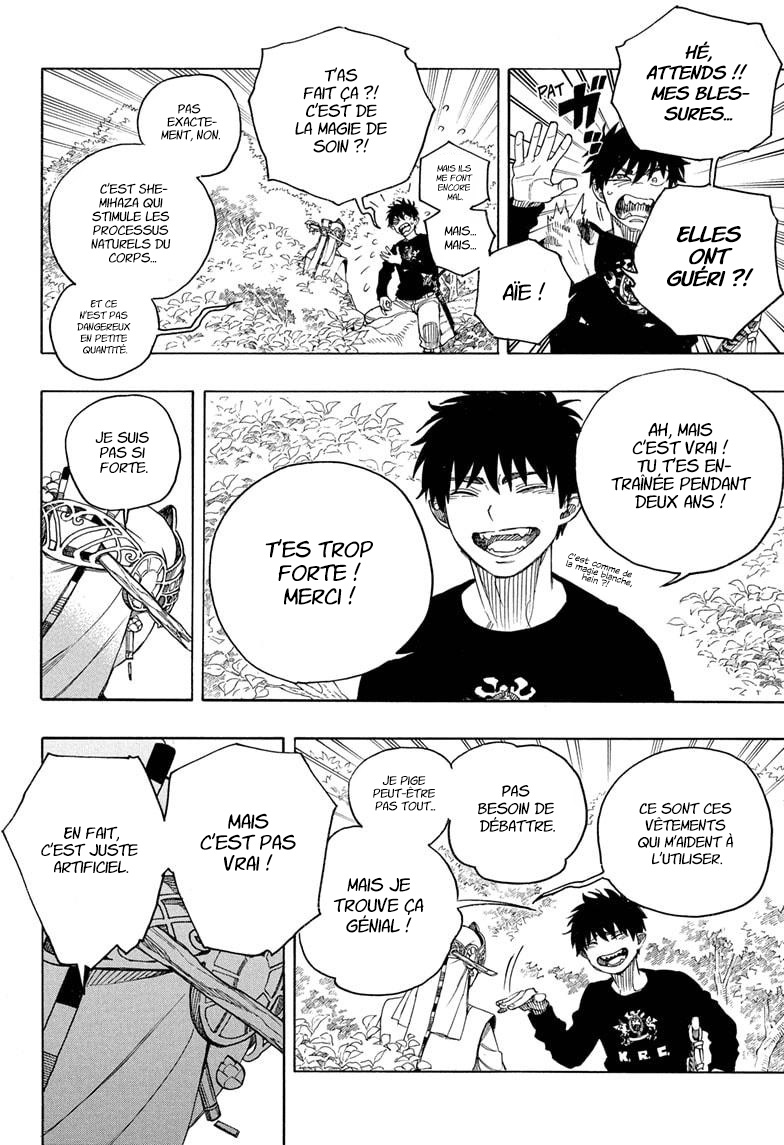 HÉ,
ATTENDS !!
MES BLES-
SURES...
PAT
ガ
ELLES
ONT
GUÉRI ?!
AÏE !
T'AS
FAIT ÇA ?!
C'EST DE
LA MAGIE DE
SOIN ?!
MAIS ILS
ME FONT
ENCORE
MAL.
MAIS...
MAIS...
PAS
EXACTE-
MENT, NON.
C'EST SHE-
MIHAZA QUI
STIMULE LES
PROCESSUS
NATURELS DU
CORPS...
ET CE
N'EST PAS
DANGEREUX
EN PETITE
QUANTITÉ.
AH, MAIS
C'EST VRAI !
TU T'ES EN-
TRAÎNÉE PENDANT
DEUX ANS !
C'est comme de
la magie blanche,
hein ?!
T'ES TROP
FORTE !
MERCI !
JE SUIS
PAS SI
FORTE.
CE SONT CES
VÊTEMENTS
QUI M'AIDENT À
L'UTILISER.
PAS
BESOIN DE
DÉBATTRE.
JE PIGE
PEUT-ÊTRE
PAS TOUT..
MAIS JE
TROUVE ÇA
GÉNIAL !
K.R.C.
MAIS
C'EST PAS
VRAI !
EN FAIT,
C'EST JUSTE
ARTIFICIEL.